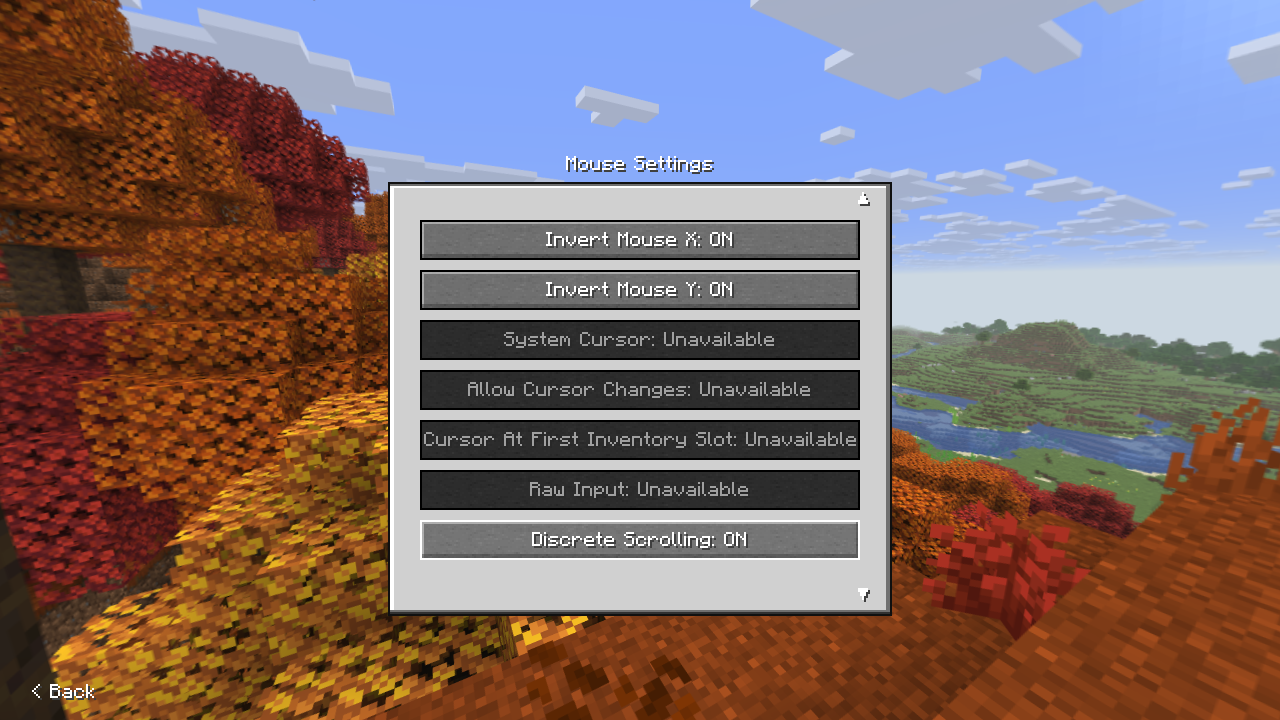 Mouse Settings
Invert Mouse X: ON
Invert Mouse Y: ON
System Cursor: Unavailable
Allow Cursor Changes: Unavailable
Cursor At First Inventory Slot: Unavailable
Raw Input: Unavailable
Discrete Scrolling: ON
< Back